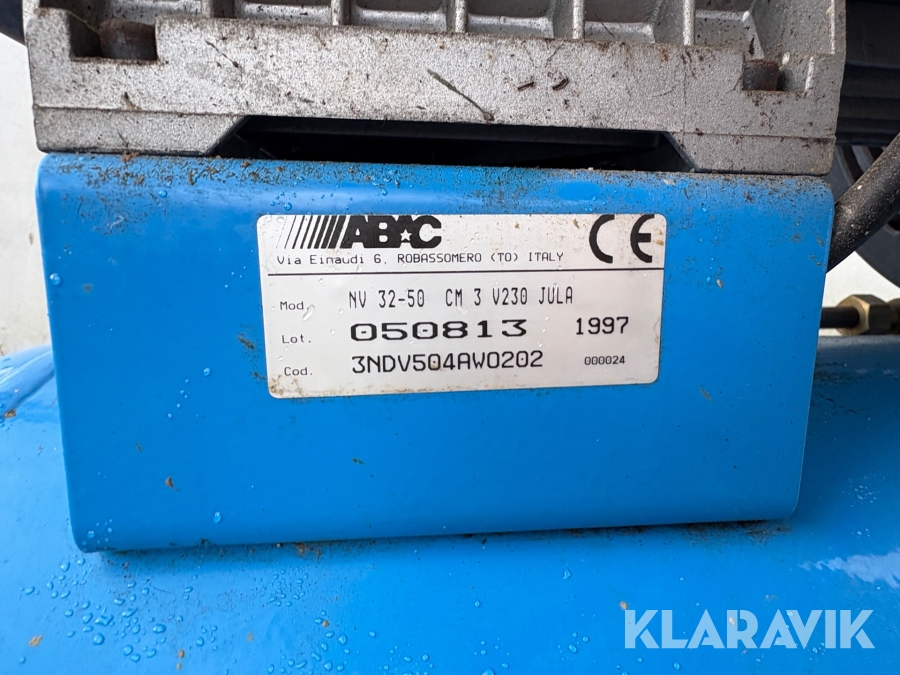 ABAC CE
Via Einaudi 6, ROBASSOMERO (TO) ITALY
Mod. NV 32-50 CM 3 V230 JULA
Lot. 050813 1997
Cod. 3NDV504AW0202 000024
KLARAVIK